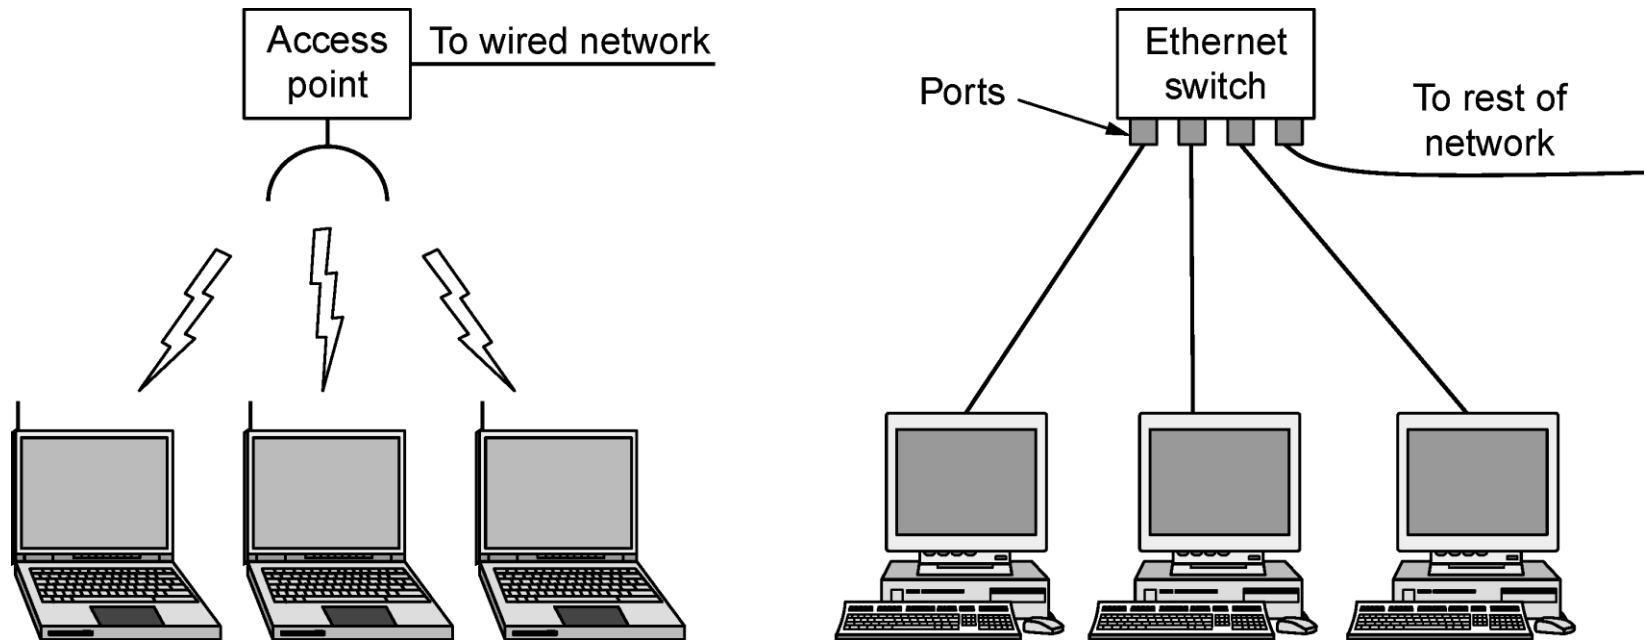 Access
point
To wired network
Ethernet
switch
Ports
To rest of
network